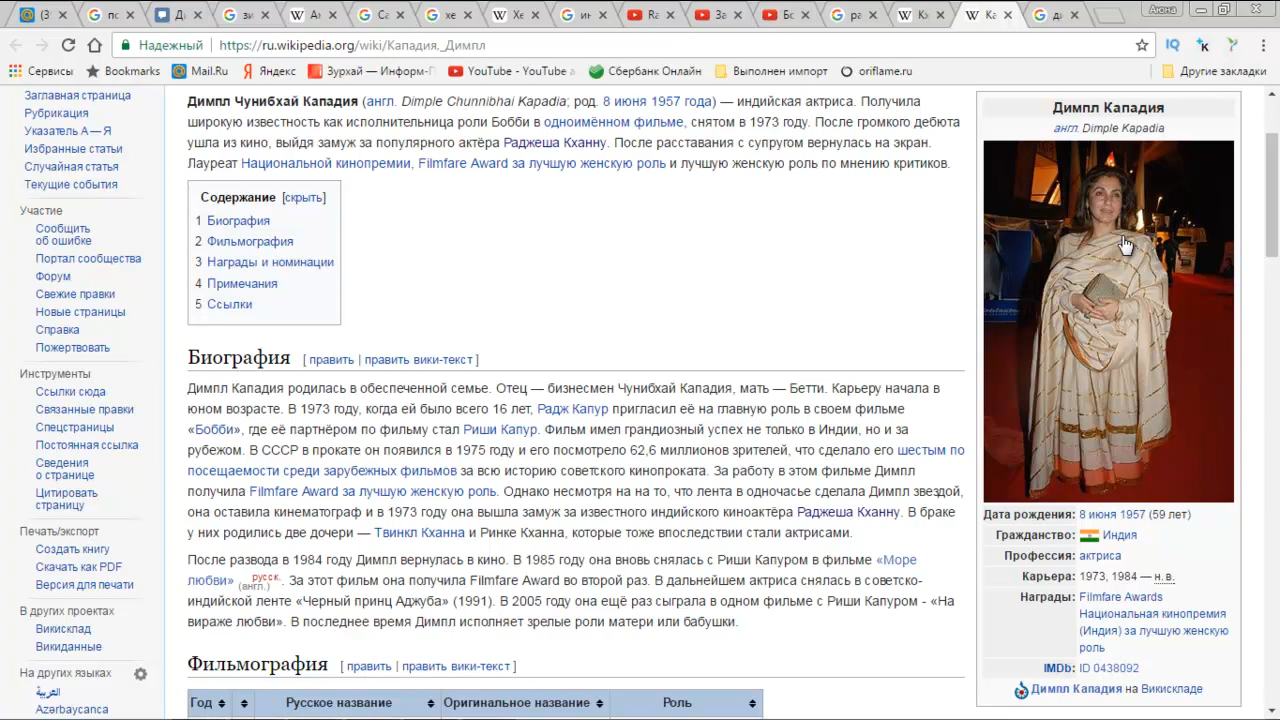 Аюна
Надежный
https://ru.wikipedia.org/wiki/Кападия,_Димпл
Сервисы
Bookmarks
Mail.Ru
Яндекс
Зурхай — Информ-Г
YouTube - YouTube
Сбербанк Онлайн
Выполнен импорт
oriflame.ru
Другие закладки
Заглавная страница
Рубрикация
Указатель А — Я
Избранные статьи
Случайная статья
Текущие события
Участие
Сообщить
об ошибке
Портал сообщества
Форум
Свежие правки
Новые страницы
Справка
Пожертвовать
Инструменты
Ссылки сюда
Связанные правки
Спецстраницы
Постоянная ссылка
Сведения
о странице
Цитировать
страницу
Печать/экспорт
Создать книгу
Скачать как PDF
Версия для печати
В других проектах
Викисклад
Викиданные
На других языках
العربية
Azərbaycanca
Димпл Чунибхай Кападия (англ. Dimple Chunnibhai Kapadia; род. 8 июня 1957 года) — индийская актриса. Получила
широкую известность как исполнительница роли Бобби в одноимённом фильме, снятом в 1973 году. После громкого дебюта
ушла из кино, выйдя замуж за популярного актёра Раджеша Кханну. После расставания с супругом вернулась на экран.
Лауреат Национальной кинопремии, Filmfare Award за лучшую женскую роль и лучшую женскую роль по мнению критиков.
Содержание [скрыть]
1 Биография
2 Фильмография
3 Награды и номинации
4 Примечания
5 Ссылки
Биография [ править | править вики-текст ]
Димпл Кападия родилась в обеспеченной семье. Отец — бизнесмен Чунибхай Кападия, мать — Бетти. Карьеру начала в
юном возрасте. В 1973 году, когда ей было всего 16 лет, Радж Капур пригласил её на главную роль в своем фильме
«Бобби», где её партнёром по фильму стал Риши Капур. Фильм имел грандиозный успех не только в Индии, но и за
рубежом. В СССР в прокате он появился в 1975 году и его посмотрело 62,6 миллионов зрителей, что сделало его шестым по
посещаемости среди зарубежных фильмов за всю историю советского кинопроката. За работу в этом фильме Димпл
получила Filmfare Award за лучшую женскую роль. Однако несмотря на на то, что лента в одночасье сделала Димпл звездой,
она оставила кинематограф и в 1973 году она вышла замуж за известного индийского киноактёра Раджеша Кханну. В браке
у них родились две дочери — Твинкл Кханна и Ринке Кханна, которые тоже впоследствии стали актрисами.
После развода в 1984 году Димпл вернулась в кино. В 1985 году она вновь снялась с Риши Капуром в фильме «Море
любви» русск. (англ.). За этот фильм она получила Filmfare Award во второй раз. В дальнейшем актриса снялась в советско-
индийской ленте «Черный принц Аджуба» (1991). В 2005 году она ещё раз сыграла в одном фильме с Риши Капуром - «На
вираже любви». В последнее время Димпл исполняет зрелые роли матери или бабушки.
Фильмография [ править | править вики-текст ]
Год Русское название Оригинальное название Роль
Димпл Кападия
англ. Dimple Kapadia
Дата рождения: 8 июня 1957 (59 лет)
Гражданство: Индия
Профессия: актриса
Карьера: 1973, 1984 — н.в.
Награды: Filmfare Awards
Национальная кинопремия
(Индия) за лучшую женскую
роль
IMDb: ID 0438092
Димпл Кападия на Викискладе